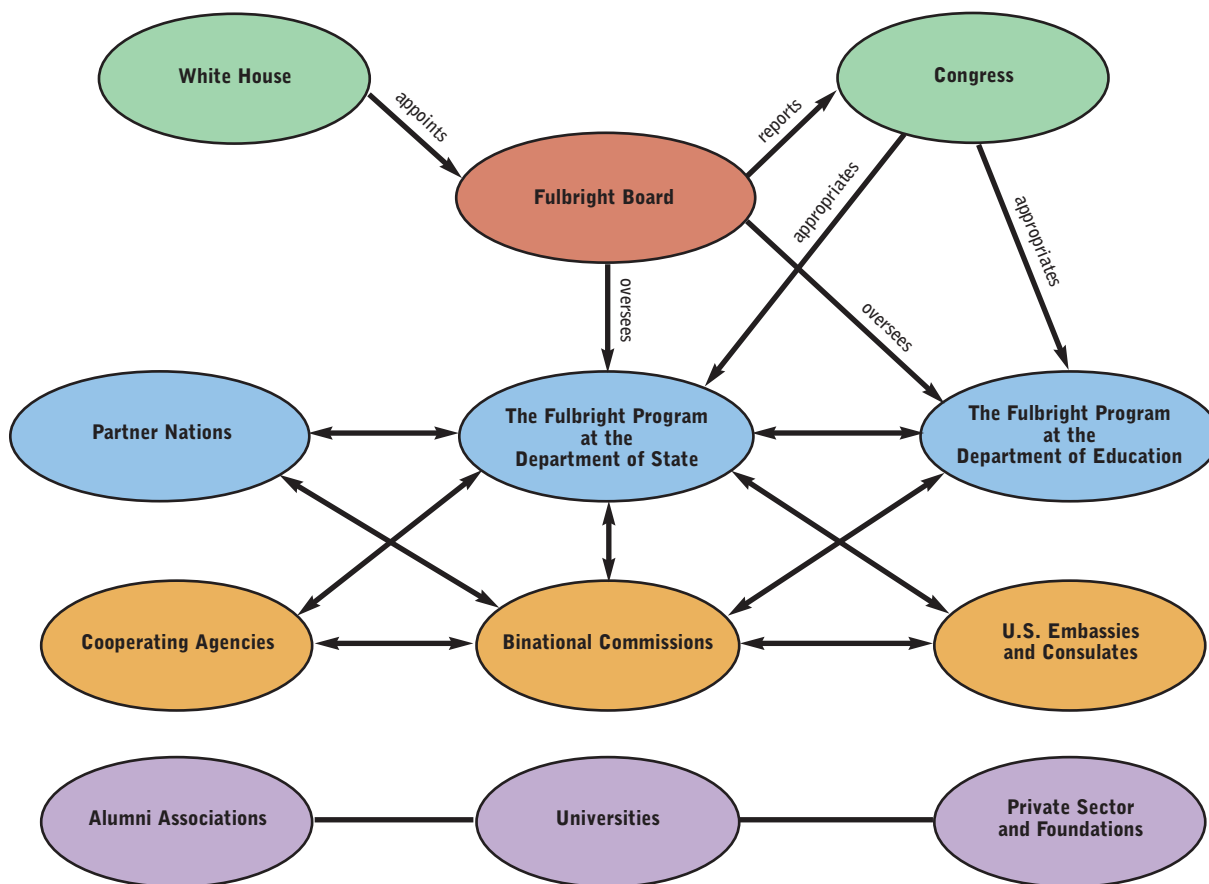 White House
Congress
appoints
reports
Fulbright Board
appropriates
appropriates
oversees
oversees
Partner Nations
The Fulbright Program
at the
Department of State
The Fulbright Program
at the
Department of Education
Cooperating Agencies
Binational Commissions
U.S. Embassies
and Consulates
Alumni Associations
Universities
Private Sector
and Foundations